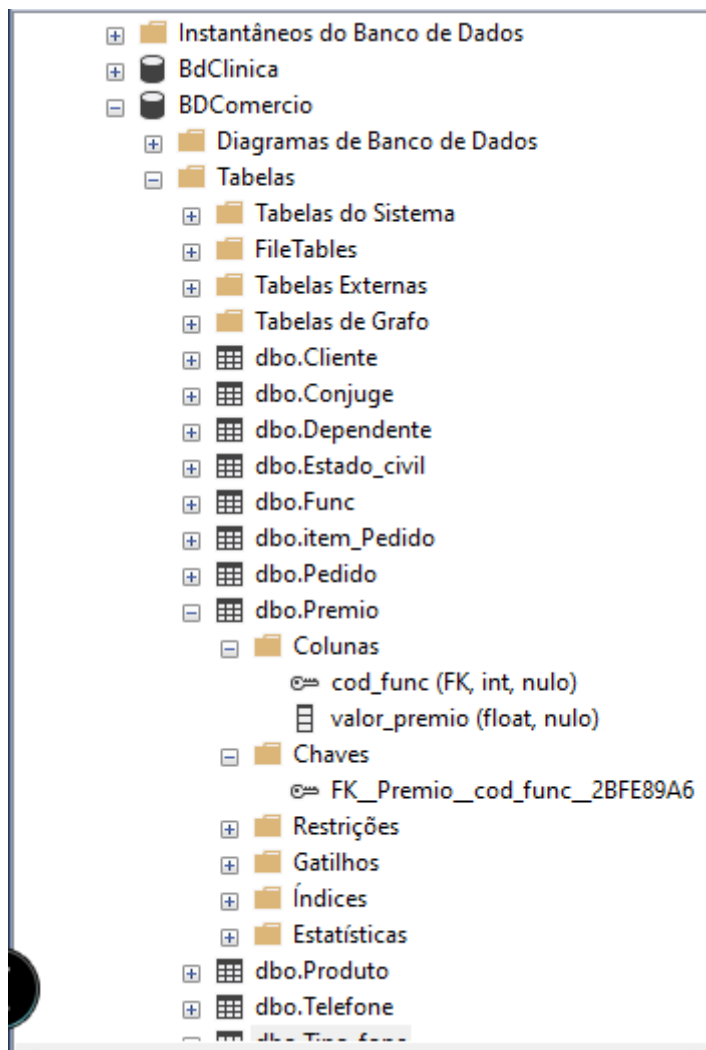 Instantâneos do Banco de Dados
BdClinica
BDComercio
Diagramas de Banco de Dados
Tabelas
Tabelas do Sistema
FileTables
Tabelas Externas
Tabelas de Grafo
dbo.Cliente
dbo.Conjuge
dbo.Dependente
dbo.Estado_civil
dbo.Func
dbo.item_Pedido
dbo.Pedido
dbo.Premio
Colunas
cod_func (FK, int, nulo)
valor_premio (float, nulo)
Chaves
FK__Premio__cod_func__2BFE89A6
Restrições
Gatilhos
Índices
Estatísticas
dbo.Produto
dbo.Telefone